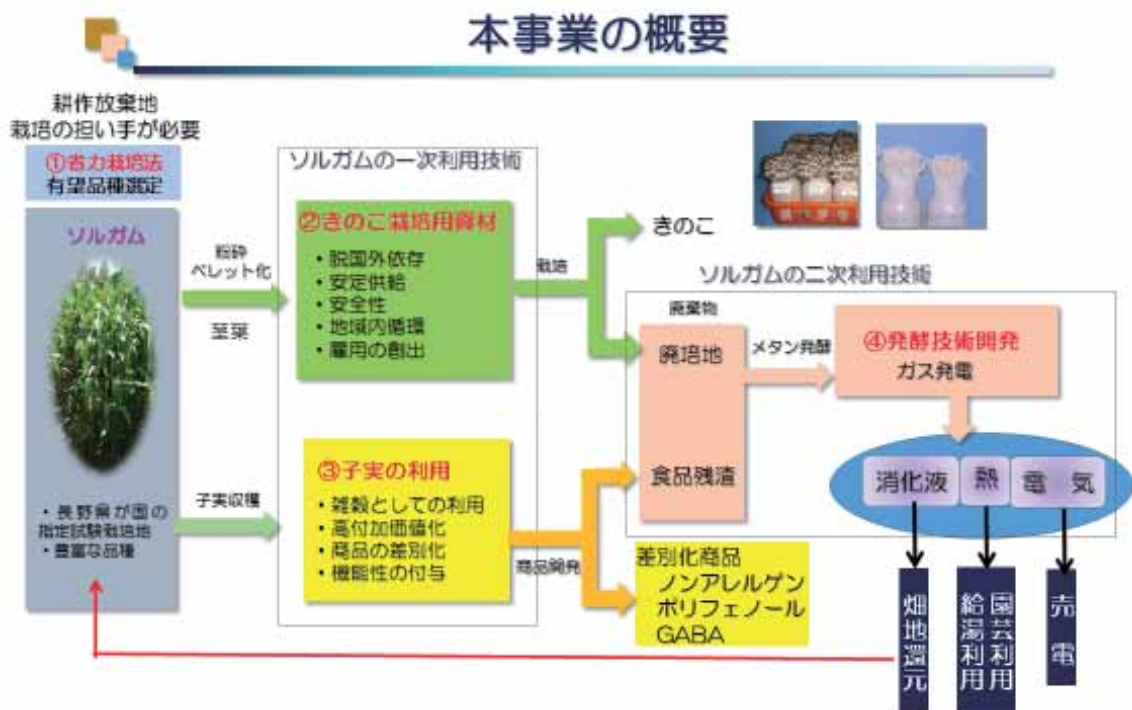 本事業の概要
耕作放棄地
栽培の担い手が必要
①省力栽培法
有望品種選定
ソルガム
・長野県が国の
指定試験栽培地
・豊富な品種
粉砕
ペレット化
茎葉
子実収穫
ソルガムの一次利用技術
②きのこ栽培用資材
・脱国外依存
・安定供給
・安全性
・地域内循環
・雇用の創出
③子実の利用
・雑穀としての利用
・高付加価値化
・商品の差別化
・機能性の付与
栽培
商品開発
きのこ
ソルガムの二次利用技術
廃棄物
廃培地
食品残渣
メタン発酵
④発酵技術開発
ガス発電
消化液
熱
電 気
差別化商品
ノンアレルゲン
ポリフェノール
GABA
畑地還元
園芸利用
給湯利用
売電